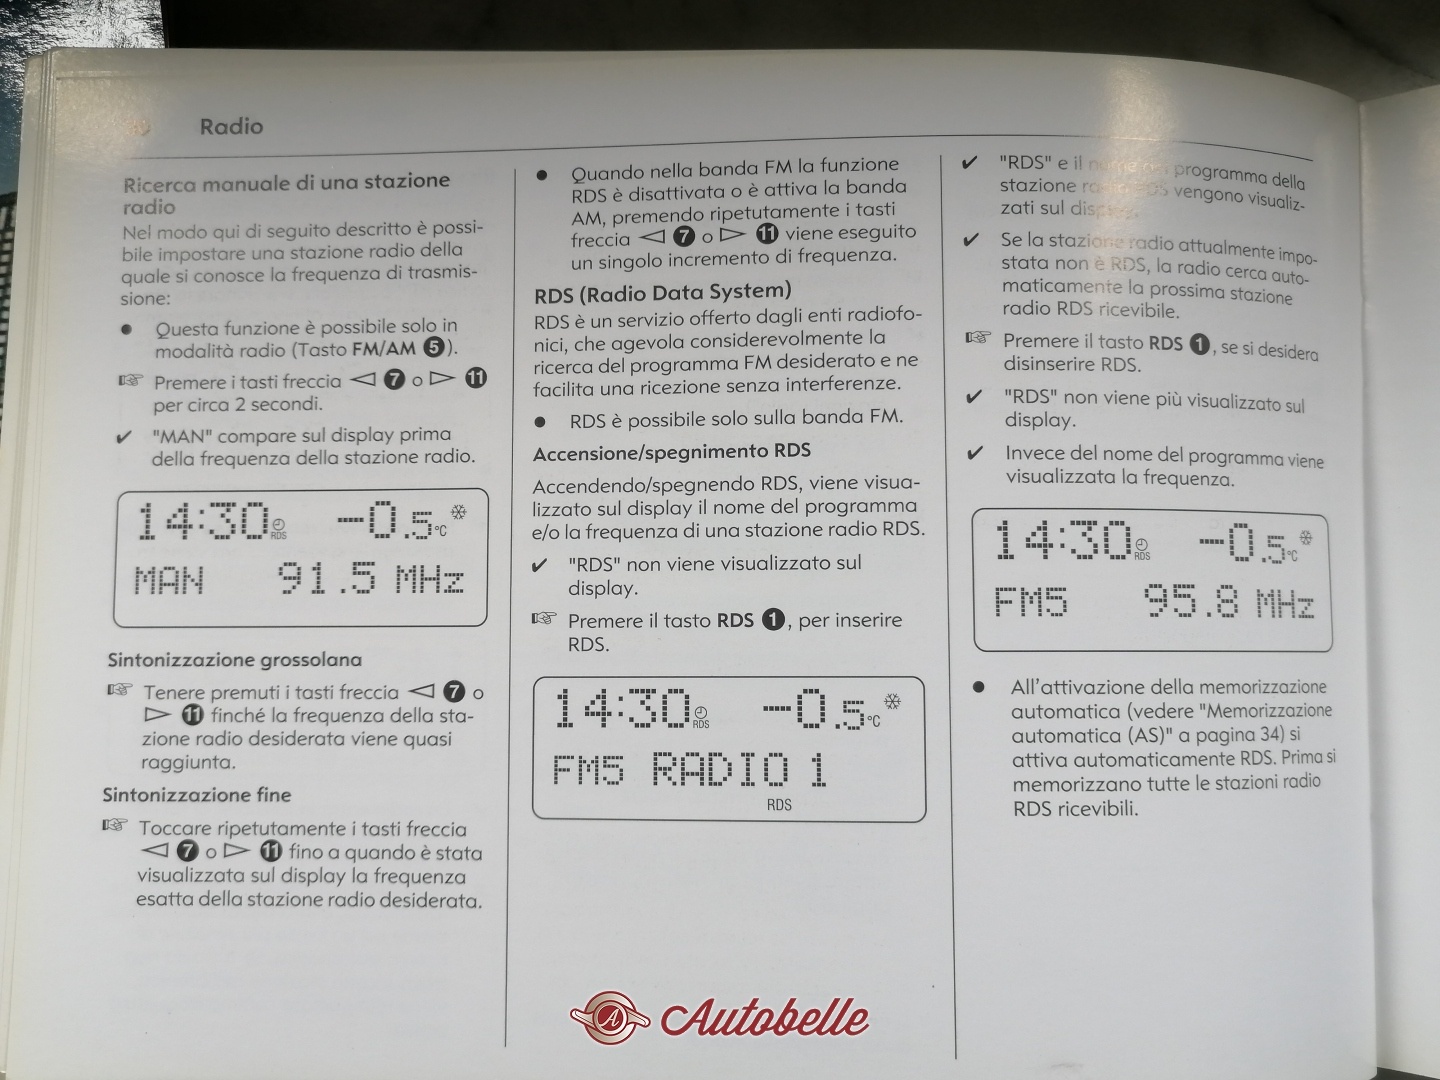 Radio
Ricerca manuale di una stazione
radio
Nel modo qui di seguito descritto è possi-
bile impostare una stazione radio della
quale si conosce la frequenza di trasmis-
sione:
● Questa funzione è possibile solo in
modalità radio (Tasto FM/AM 5).
☞ Premere i tasti freccia ◁ 7 o ▷ 11
per circa 2 secondi.
✔ "MAN" compare sul display prima
della frequenza della stazione radio.
14:30 RDS -0.5 °C
MAN 91.5 MHz
Sintonizzazione grossolana
☞ Tenere premuti i tasti freccia ◁ 7 o
▷ 11 finché la frequenza della sta-
zione radio desiderata viene quasi
raggiunta.
Sintonizzazione fine
☞ Toccare ripetutamente i tasti freccia
◁ 7 o ▷ 11 fino a quando è stata
visualizzata sul display la frequenza
esatta della stazione radio desiderata.
● Quando nella banda FM la funzione
RDS è disattivata o è attiva la banda
AM, premendo ripetutamente i tasti
freccia ◁ 7 o ▷ 11 viene eseguito
un singolo incremento di frequenza.
RDS (Radio Data System)
RDS è un servizio offerto dagli enti radiofo-
nici, che agevola considerevolmente la
ricerca del programma FM desiderato e ne
facilita una ricezione senza interferenze.
● RDS è possibile solo sulla banda FM.
Accensione/spegnimento RDS
Accendendo/spegnendo RDS, viene visua-
lizzato sul display il nome del programma
e/o la frequenza di una stazione radio RDS.
✔ "RDS" non viene visualizzato sul
display.
☞ Premere il tasto RDS 1, per inserire
RDS.
14:30 RDS -0.5 °C
FM5 RADIO 1
RDS
✔ "RDS" e il nome del programma della
stazione radio RDS vengono visualiz-
zati sul display.
✔ Se la stazione radio attualmente impo-
stata non è RDS, la radio cerca auto-
maticamente la prossima stazione
radio RDS ricevibile.
☞ Premere il tasto RDS 1, se si desidera
disinserire RDS.
✔ "RDS" non viene più visualizzato sul
display.
✔ Invece del nome del programma viene
visualizzata la frequenza.
14:30 RDS -0.5 °C
FM5 95.8 MHz
● All'attivazione della memorizzazione
automatica (vedere "Memorizzazione
automatica (AS)" a pagina 34) si
attiva automaticamente RDS. Prima si
memorizzano tutte le stazioni radio
RDS ricevibili.
A Autobelle